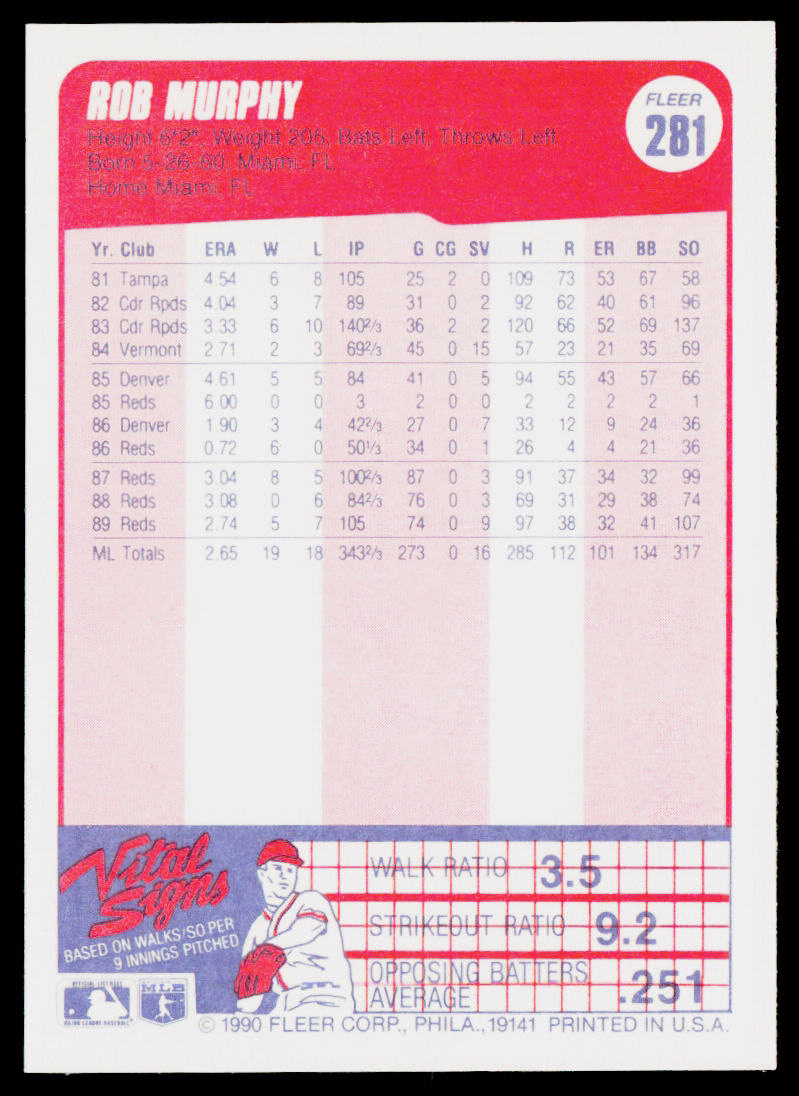 ROB MURPHY
FLEER
281
Height 6'2", Weight 205, Bats Left, Throws Left
Born 5-26-60, Miami, FL
Home Miami, FL
Yr. Club ERA W L IP G CG SV H R ER BB SO
81 Tampa 4.54 6 8 105 25 2 0 109 73 53 67 58
82 Cdr Rpds 4.04 3 7 89 31 0 2 92 62 40 61 96
83 Cdr Rpds 3.33 6 10 1402/3 36 2 2 120 66 52 69 137
84 Vermont 2.71 2 3 692/3 45 0 15 57 23 21 35 69
85 Denver 4.61 5 5 84 41 0 5 94 55 43 57 66
85 Reds 6.00 0 0 3 2 0 0 2 2 2 2 1
86 Denver 1.90 3 4 422/3 27 0 7 33 12 9 24 36
86 Reds 0.72 6 0 501/3 34 0 1 26 4 4 21 36
87 Reds 3.04 8 5 1002/3 87 0 3 91 37 34 32 99
88 Reds 3.08 0 6 842/3 76 0 3 69 31 29 38 74
89 Reds 2.74 5 7 105 74 0 9 97 38 32 41 107
ML Totals 2.65 19 18 3432/3 273 0 16 285 112 101 134 317
Vital Signs
BASED ON WALKS/SO PER
9 INNINGS PITCHED
WALK RATIO 3.5
STRIKEOUT RATIO 9.2
OPPOSING BATTERS
AVERAGE .251
OFFICIAL LICENSEE
MAJOR LEAGUE BASEBALL
MLB
© 1990 FLEER CORP., PHILA., 19141 PRINTED IN U.S.A.